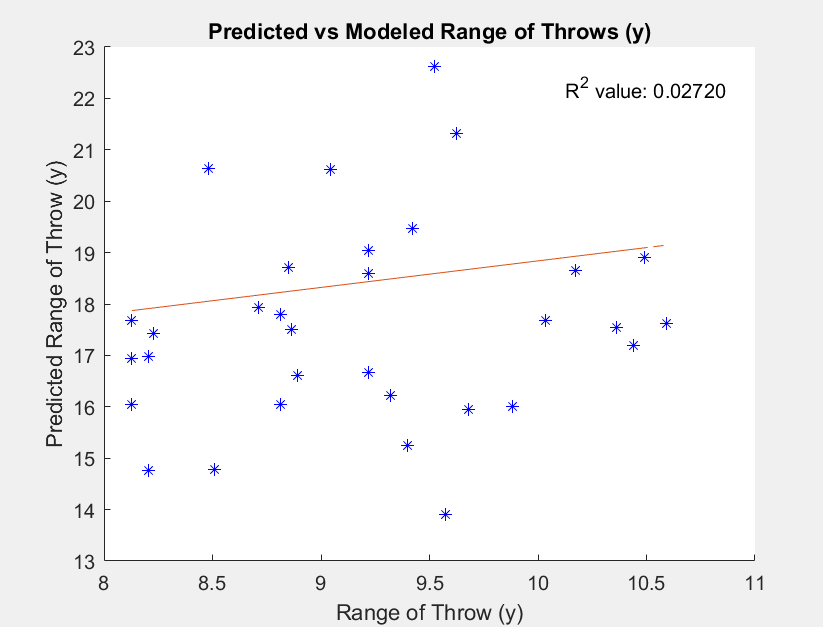 Predicted vs Modeled Range of Throws (y)
R2 value: 0.02720
Predicted Range of Throw (y)
23
22
21
20
19
18
17
16
15
14
13
8 8.5 9 9.5 10 10.5 11
Range of Throw (y)